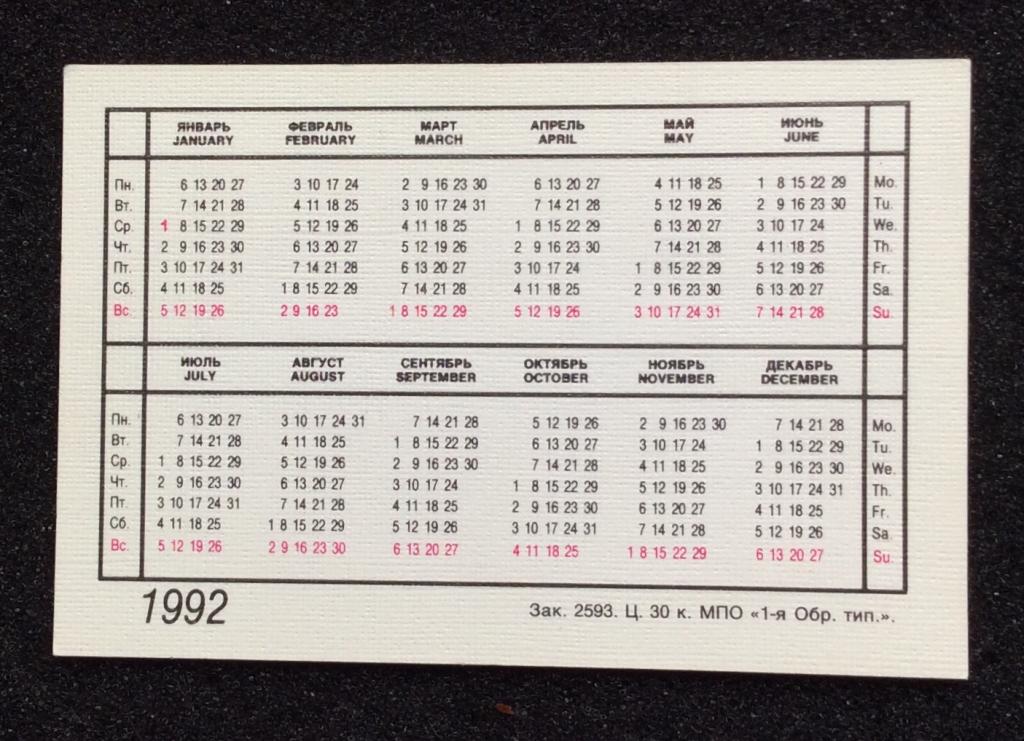 ЯНВАРЬ ФЕВРАЛЬ МАРТ АПРЕЛЬ МАЙ ИЮНЬ
JANUARY FEBRUARY MARCH APRIL MAY JUNE
Пн. 6 13 20 27 3 10 17 24 2 9 16 23 30 6 13 20 27 4 11 18 25 1 8 15 22 29 Mo.
Вт. 7 14 21 28 4 11 18 25 3 10 17 24 31 7 14 21 28 5 12 19 26 2 9 16 23 30 Tu.
Ср. 1 8 15 22 29 5 12 19 26 4 11 18 25 1 8 15 22 29 6 13 20 27 3 10 17 24 We.
Чт. 2 9 16 23 30 6 13 20 27 5 12 19 26 2 9 16 23 30 7 14 21 28 4 11 18 25 Th.
Пт. 3 10 17 24 31 7 14 21 28 6 13 20 27 3 10 17 24 1 8 15 22 29 5 12 19 26 Fr.
Сб. 4 11 18 25 1 8 15 22 29 7 14 21 28 4 11 18 25 2 9 16 23 30 6 13 20 27 Sa.
Вс. 5 12 19 26 2 9 16 23 1 8 15 22 29 5 12 19 26 3 10 17 24 31 7 14 21 28 Su.
ИЮЛЬ АВГУСТ СЕНТЯБРЬ ОКТЯБРЬ НОЯБРЬ ДЕКАБРЬ
JULY AUGUST SEPTEMBER OCTOBER NOVEMBER DECEMBER
Пн. 6 13 20 27 3 10 17 24 31 7 14 21 28 5 12 19 26 2 9 16 23 30 7 14 21 28 Mo.
Вт. 7 14 21 28 4 11 18 25 1 8 15 22 29 6 13 20 27 3 10 17 24 1 8 15 22 29 Tu.
Ср. 1 8 15 22 29 5 12 19 26 2 9 16 23 30 7 14 21 28 4 11 18 25 2 9 16 23 30 We.
Чт. 2 9 16 23 30 6 13 20 27 3 10 17 24 1 8 15 22 29 5 12 19 26 3 10 17 24 31 Th.
Пт. 3 10 17 24 31 7 14 21 28 4 11 18 25 2 9 16 23 30 6 13 20 27 4 11 18 25 Fr.
Сб. 4 11 18 25 1 8 15 22 29 5 12 19 26 3 10 17 24 31 7 14 21 28 5 12 19 26 Sa.
Вс. 5 12 19 26 2 9 16 23 30 6 13 20 27 4 11 18 25 1 8 15 22 29 6 13 20 27 Su.
1992 Зак. 2593. Ц. 30 к. МПО «1-я Обр. тип.».